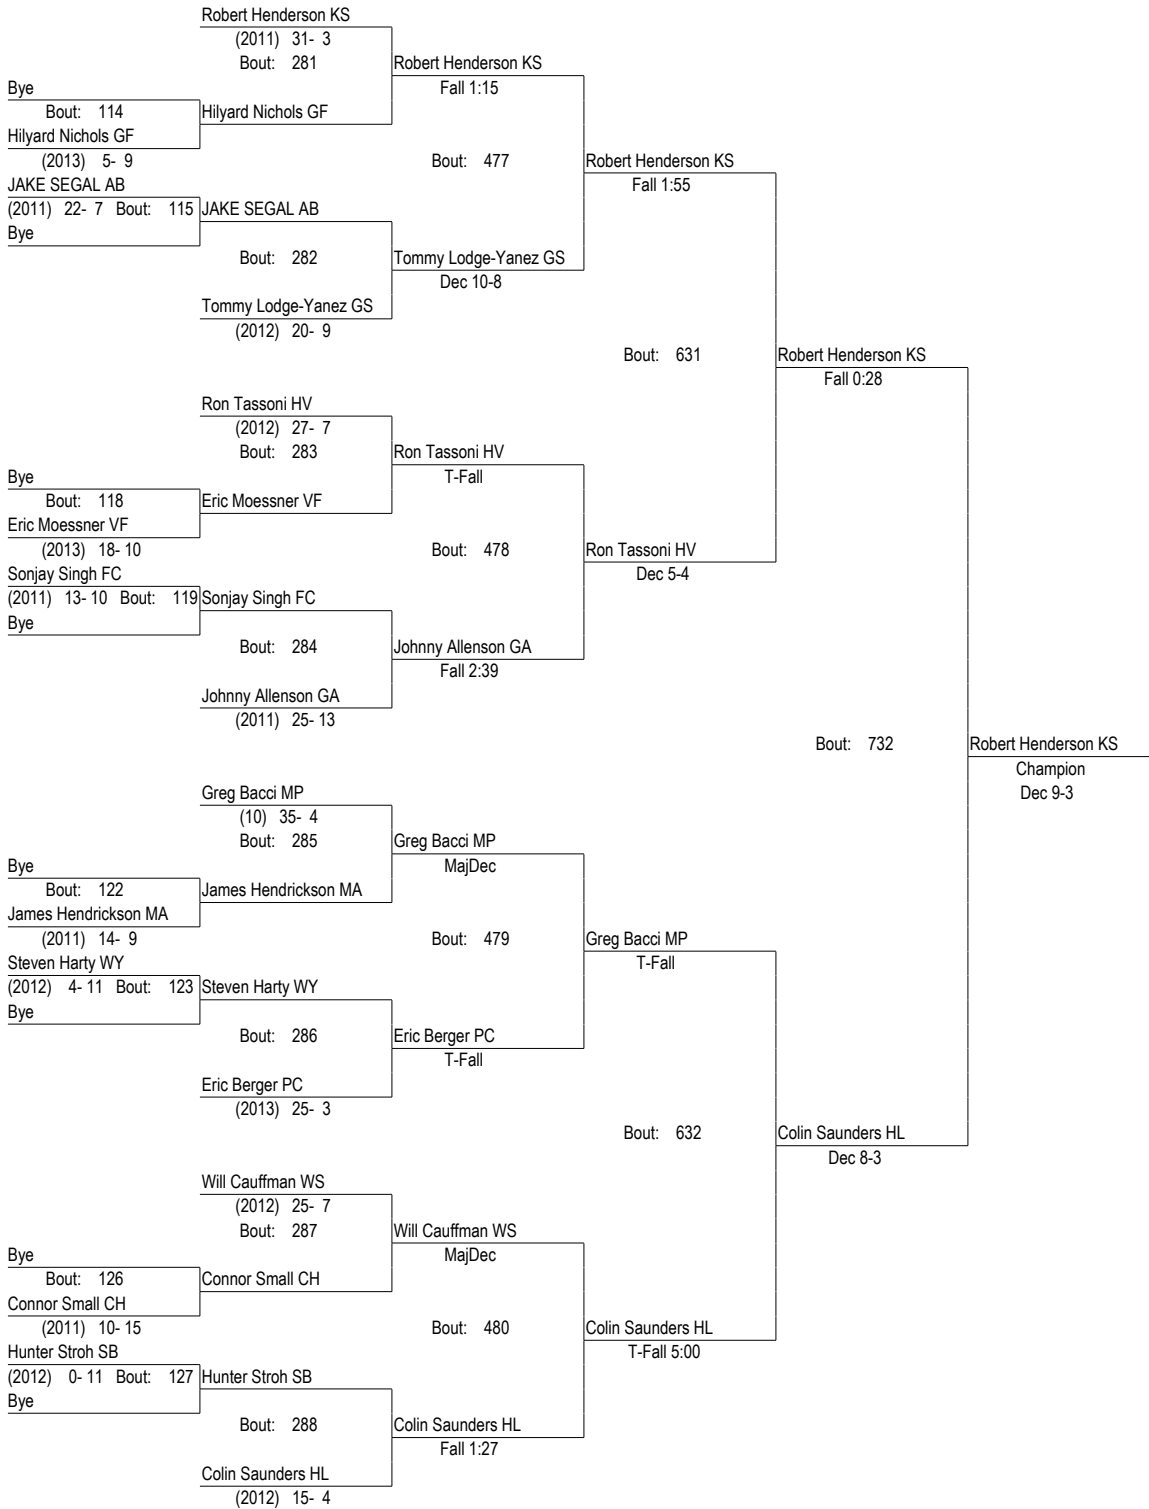 Robert Henderson KS
(2011) 31- 3
Bout: 281
Robert Henderson KS
Fall 1:15
Bye
Bout: 114
Hilyard Nichols GF
Hilyard Nichols GF
(2013) 5- 9
Bout: 477
Robert Henderson KS
Fall 1:55
JAKE SEGAL AB
(2011) 22- 7 Bout: 115
JAKE SEGAL AB
Bye
Bout: 282
Tommy Lodge-Yanez GS
Dec 10-8
Tommy Lodge-Yanez GS
(2012) 20- 9
Bout: 631
Robert Henderson KS
Fall 0:28
Ron Tassoni HV
(2012) 27- 7
Bout: 283
Ron Tassoni HV
T-Fall
Bye
Bout: 118
Eric Moessner VF
Eric Moessner VF
(2013) 18- 10
Bout: 478
Ron Tassoni HV
Dec 5-4
Sonjay Singh FC
(2011) 13- 10 Bout: 119
Sonjay Singh FC
Bye
Bout: 284
Johnny Allenson GA
Fall 2:39
Johnny Allenson GA
(2011) 25- 13
Bout: 732
Robert Henderson KS
Champion
Dec 9-3
Greg Bacci MP
(10) 35- 4
Bout: 285
Greg Bacci MP
MajDec
Bye
Bout: 122
James Hendrickson MA
James Hendrickson MA
(2011) 14- 9
Bout: 479
Greg Bacci MP
T-Fall
Steven Harty WY
(2012) 4- 11 Bout: 123
Steven Harty WY
Bye
Bout: 286
Eric Berger PC
T-Fall
Eric Berger PC
(2013) 25- 3
Bout: 632
Colin Saunders HL
Dec 8-3
Will Cauffman WS
(2012) 25- 7
Bout: 287
Will Cauffman WS
MajDec
Bye
Bout: 126
Connor Small CH
Connor Small CH
(2011) 10- 15
Bout: 480
Colin Saunders HL
T-Fall 5:00
Hunter Stroh SB
(2012) 0- 11 Bout: 127
Hunter Stroh SB
Bye
Bout: 288
Colin Saunders HL
Fall 1:27
Colin Saunders HL
(2012) 15- 4